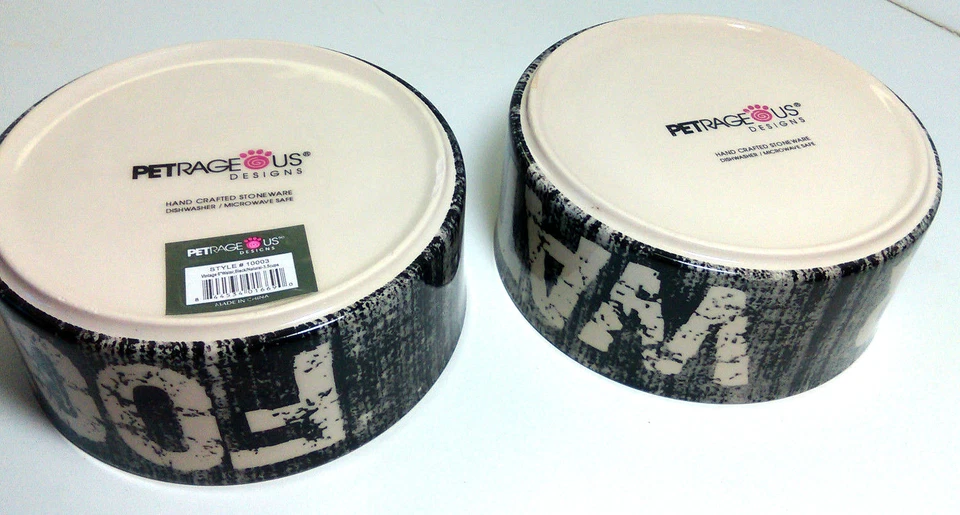 PETRAGEOUS®
DESIGNS
HAND CRAFTED STONEWARE
DISHWASHER / MICROWAVE SAFE
PETRAGEOUS
DESIGNS
STYLE # 10003
MADE IN CHINA
FOO
PETRAGEOUS®
DESIGNS
HAND CRAFTED STONEWARE
DISHWASHER / MICROWAVE SAFE
WA